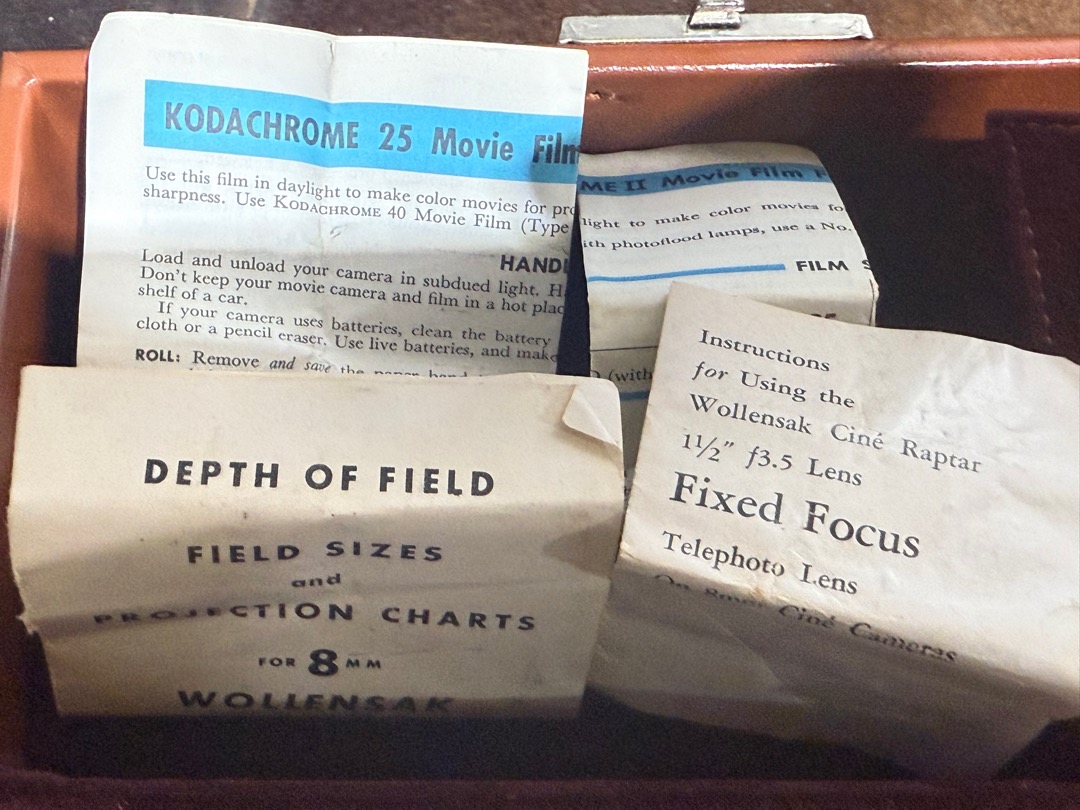 KODACHROME 25 Movie Film
Use this film in daylight to make color movies for pro
sharpness. Use KODACHROME 40 Movie Film (Type
HANDL
Load and unload your camera in subdued light. H
Don't keep your movie camera and film in a hot plac
shelf of a car.
If your camera uses batteries, clean the battery
cloth or a pencil eraser. Use live batteries, and make
ROLL: Remove and save the paper band
ME II Movie Film F
light to make color movies fo
ith photoflood lamps, use a No.
FILM S
(with
DEPTH OF FIELD
FIELD SIZES
and
PROJECTION CHARTS
FOR 8MM
WOLLENSAK
Instructions
for Using the
Wollensak Ciné Raptar
1½" f3.5 Lens
Fixed Focus
Telephoto Lens
On Revere Ciné Cameras